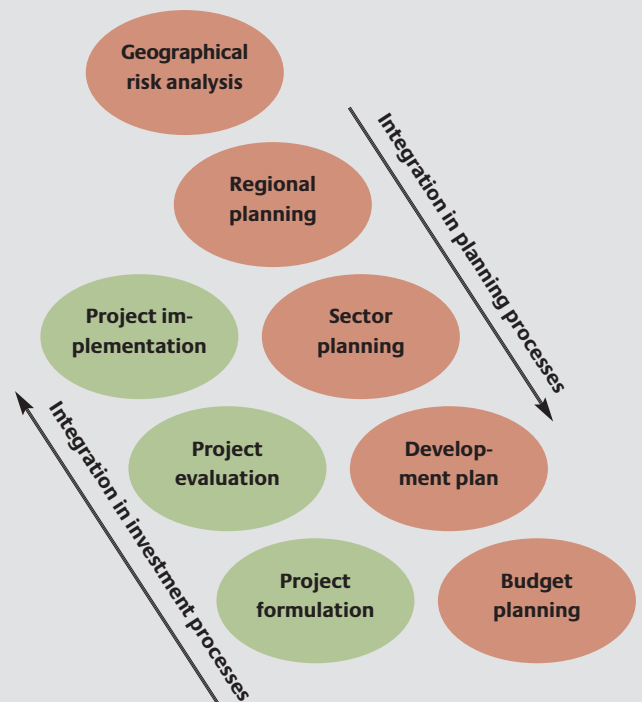 Geographical
risk analysis
Integration in planning processes
Regional
planning
Project im-
plementation
Sector
planning
Integration in investment processes
Project
evaluation
Develop-
ment plan
Project
formulation
Budget
planning